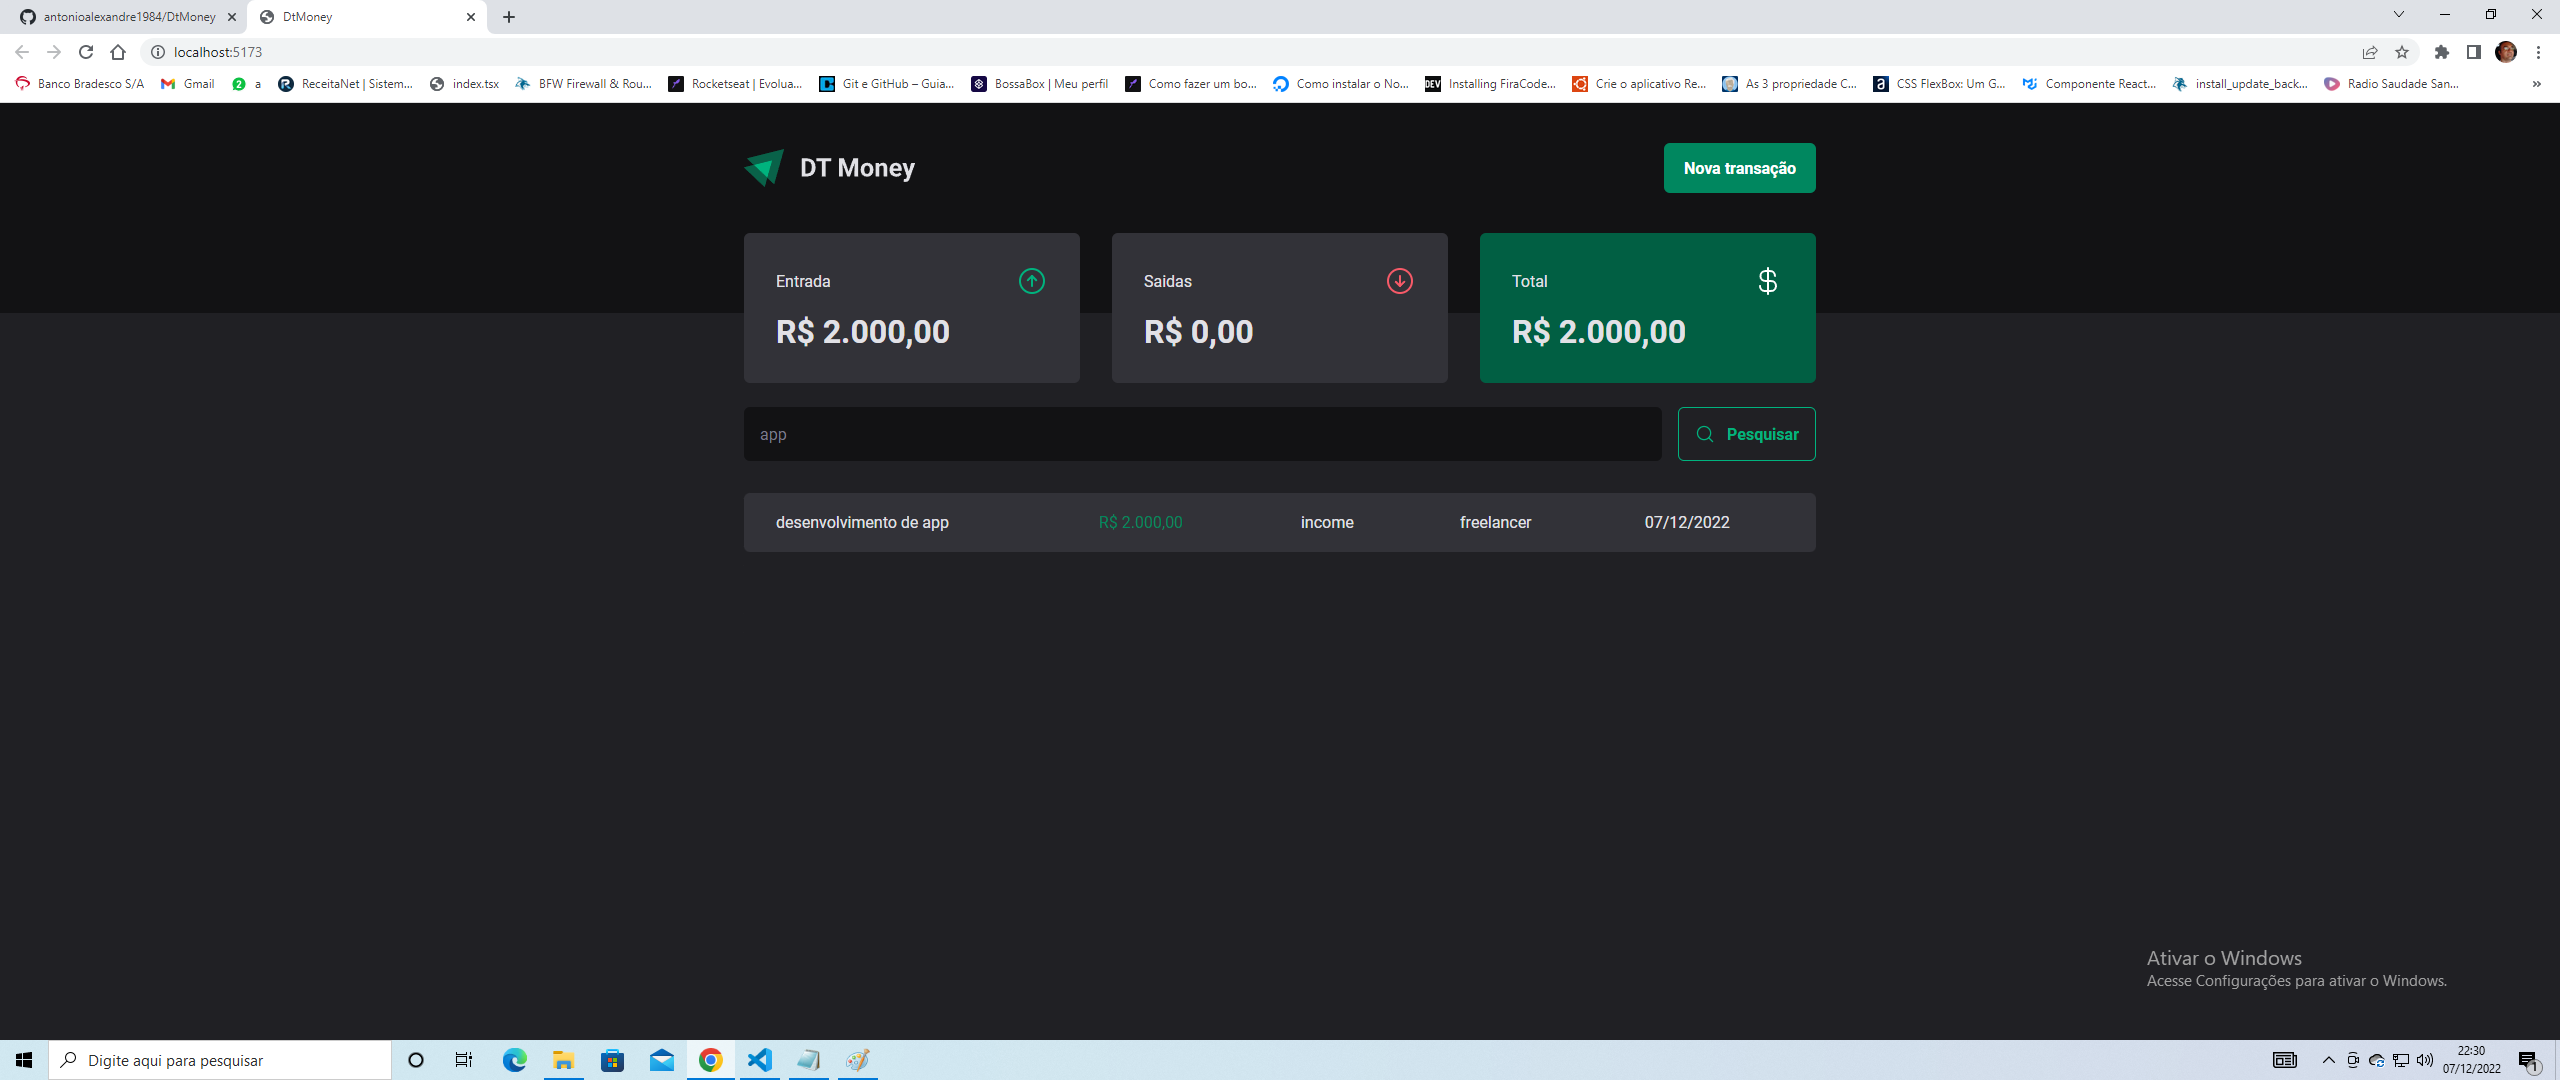 antonioalexandre1984/DtMoney
DtMoney
localhost:5173
Banco Bradesco S/A
Gmail
2 a
ReceitaNet | Sistem...
index.tsx
BFW Firewall & Rou...
Rocketseat | Evolua...
Git e GitHub – Guia...
BossaBox | Meu perfil
Como fazer um bo...
Como instalar o No...
DEV Installing FiraCode...
Crie o aplicativo Re...
As 3 propriedade C...
a CSS FlexBox: Um G...
Componente React...
install_update_back...
Radio Saudade San...
»
DT Money
Nova transação
Entrada
R$ 2.000,00
Saidas
R$ 0,00
Total
$
R$ 2.000,00
app
Pesquisar
desenvolvimento de app R$ 2.000,00 income freelancer 07/12/2022
Ativar o Windows
Acesse Configurações para ativar o Windows.
Digite aqui para pesquisar
22:30
07/12/2022
1